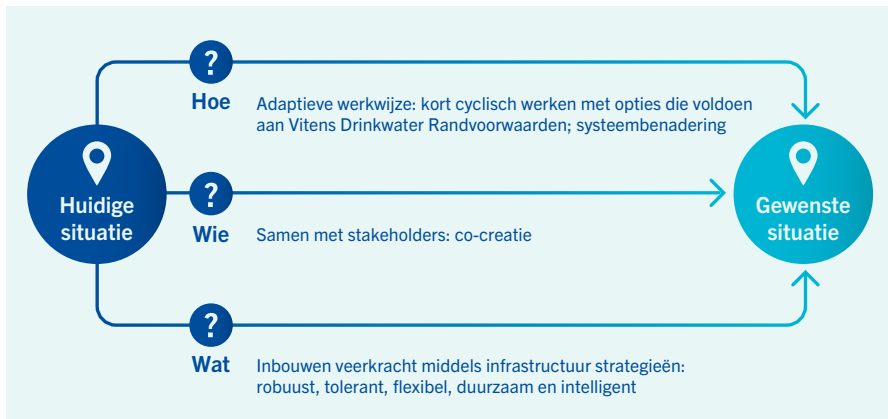 ?
Hoe
Adaptieve werkwijze: kort cyclisch werken met opties die voldoen
aan Vitens Drinkwater Randvoorwaarden; systeembenadering
Huidige
situatie
?
Wie
Samen met stakeholders: co-creatie
Gewenste
situatie
?
Wat
Inbouwen veerkracht middels infrastructuur strategieën:
robuust, tolerant, flexibel, duurzaam en intelligent